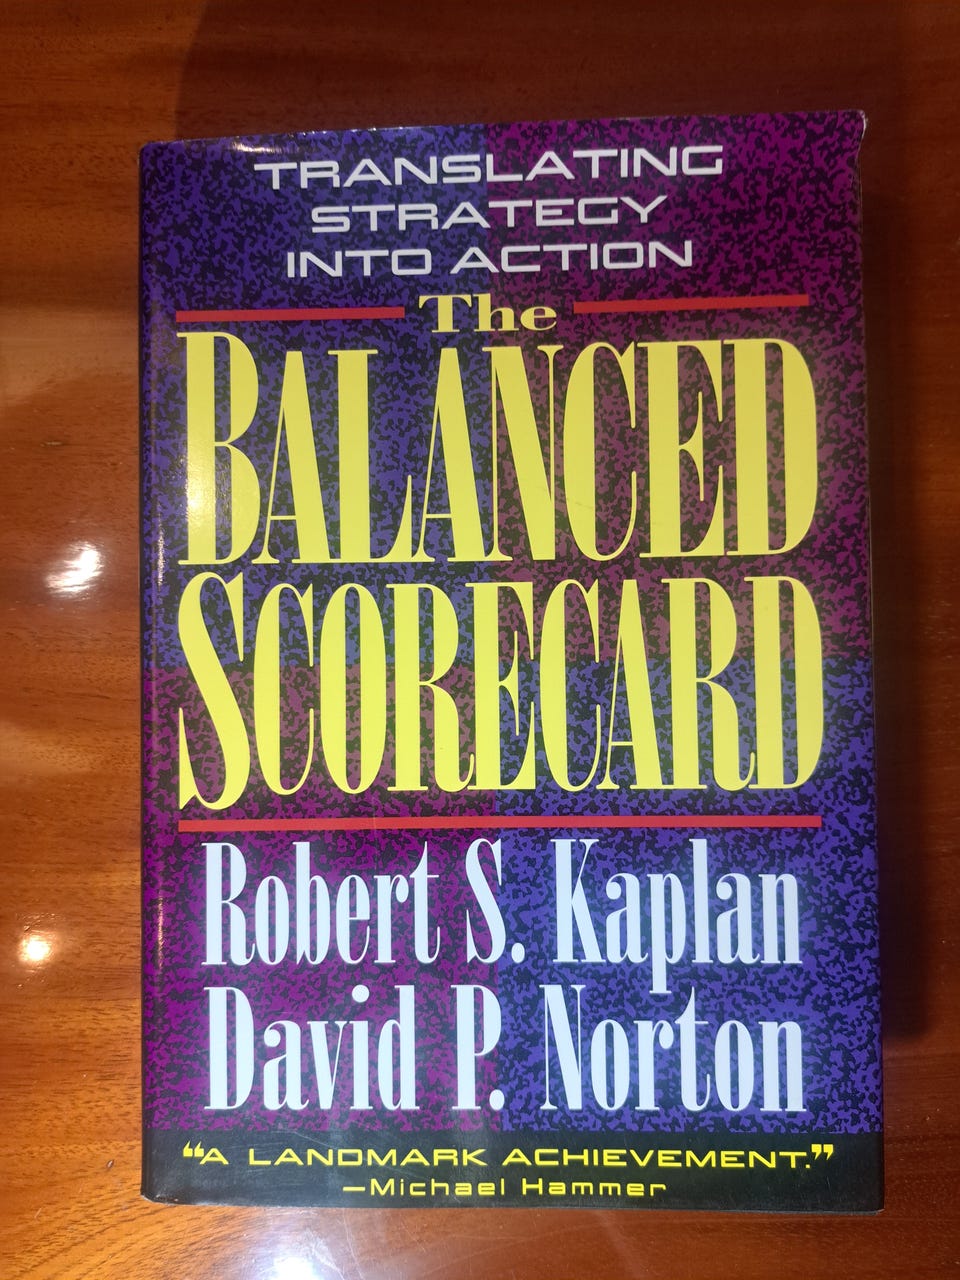 TRANSLATING
STRATEGY
INTO ACTION
The
BALANCED
SCORECARD
Robert S. Kaplan
David P. Norton
“A LANDMARK ACHIEVEMENT.”
—Michael Hammer